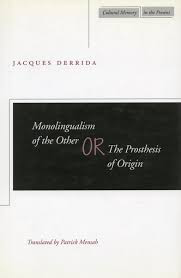 Cultural Memory in the Present
JACQUES DERRIDA
Monolingualism
of the Other OR The Prosthesis
of Origin
Translated by Patrick Mensah